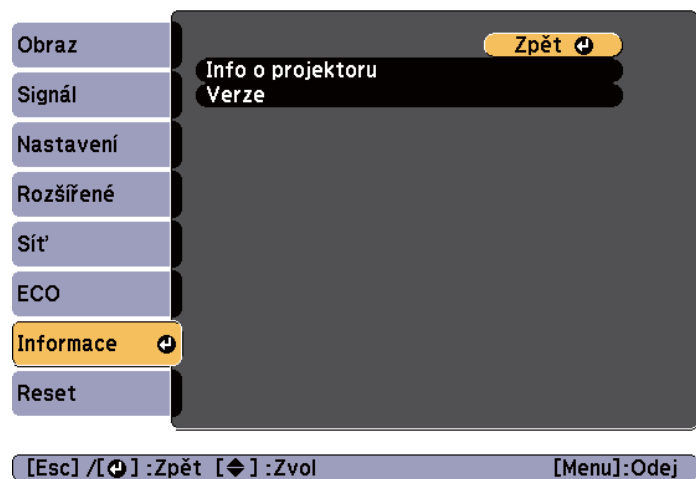 Obraz
Signál
Nastavení
Rozšířené
Síť
ECO
Informace
Reset
Zpět
Info o projektoru
Verze
[Esc] /[ ] :Zpět [ ] :Zvol [Menu]:Odej